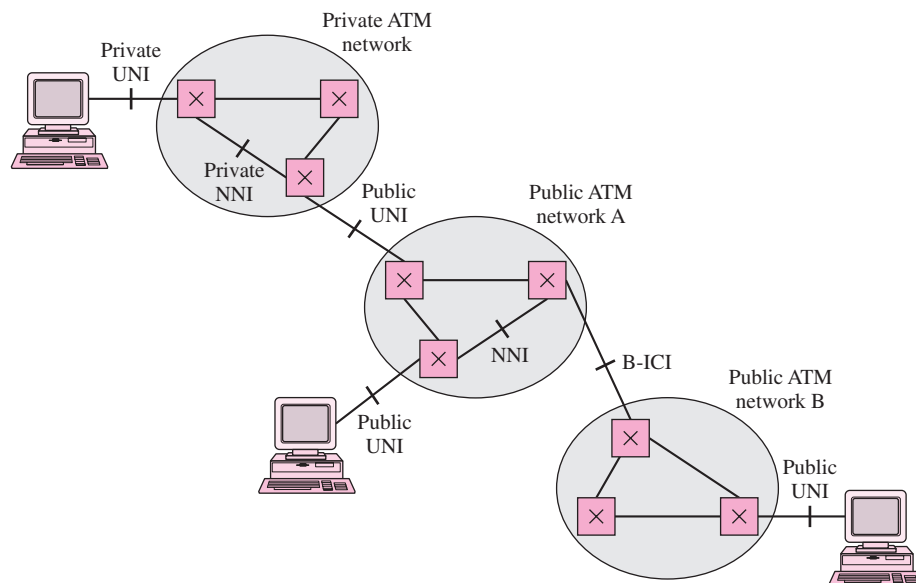 Private ATM
network
Private
UNI
Private
NNI
Public
UNI
Public ATM
network A
NNI
B-ICI
Public
UNI
Public ATM
network B
Public
UNI